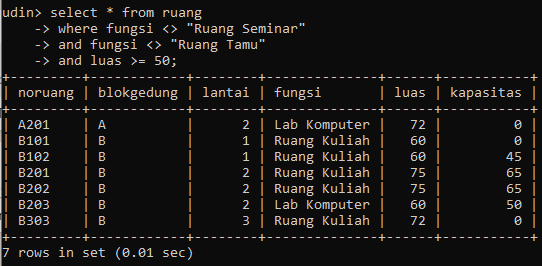 udin> select * from ruang
    -> where fungsi <> "Ruang Seminar"
    -> and fungsi <> "Ruang Tamu"
    -> and luas >= 50;
+---------+------------+--------+--------------+------+-----------+
| noruang | blokgedung | lantai | fungsi       | luas | kapasitas |
+---------+------------+--------+--------------+------+-----------+
| A201    | A          |      2 | Lab Komputer |   72 |         0 |
| B101    | B          |      1 | Ruang Kuliah |   60 |         0 |
| B102    | B          |      1 | Ruang Kuliah |   60 |        45 |
| B201    | B          |      2 | Ruang Kuliah |   75 |        65 |
| B202    | B          |      2 | Ruang Kuliah |   75 |        65 |
| B203    | B          |      2 | Lab Komputer |   60 |        50 |
| B303    | B          |      3 | Ruang Kuliah |   72 |         0 |
+---------+------------+--------+--------------+------+-----------+
7 rows in set (0.01 sec)